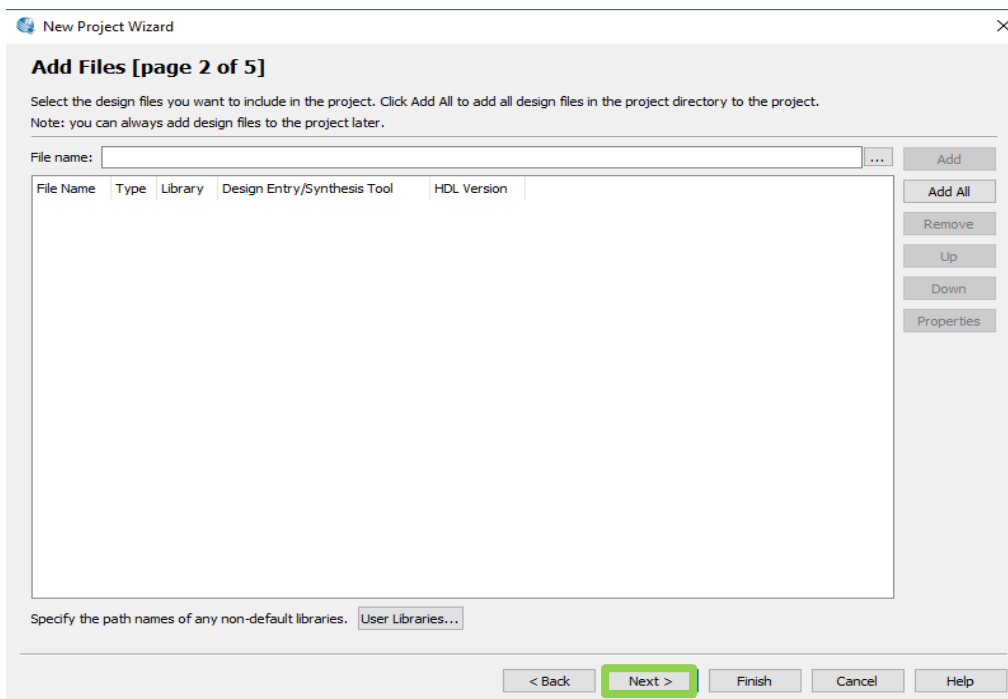 New Project Wizard
Add Files [page 2 of 5]
Select the design files you want to include in the project. Click Add All to add all design files in the project directory to the project.
Note: you can always add design files to the project later.
File name: ... Add
File Name Type Library Design Entry/Synthesis Tool HDL Version Add All
Remove
Up
Down
Properties
Specify the path names of any non-default libraries. User Libraries...
< Back Next > Finish Cancel Help